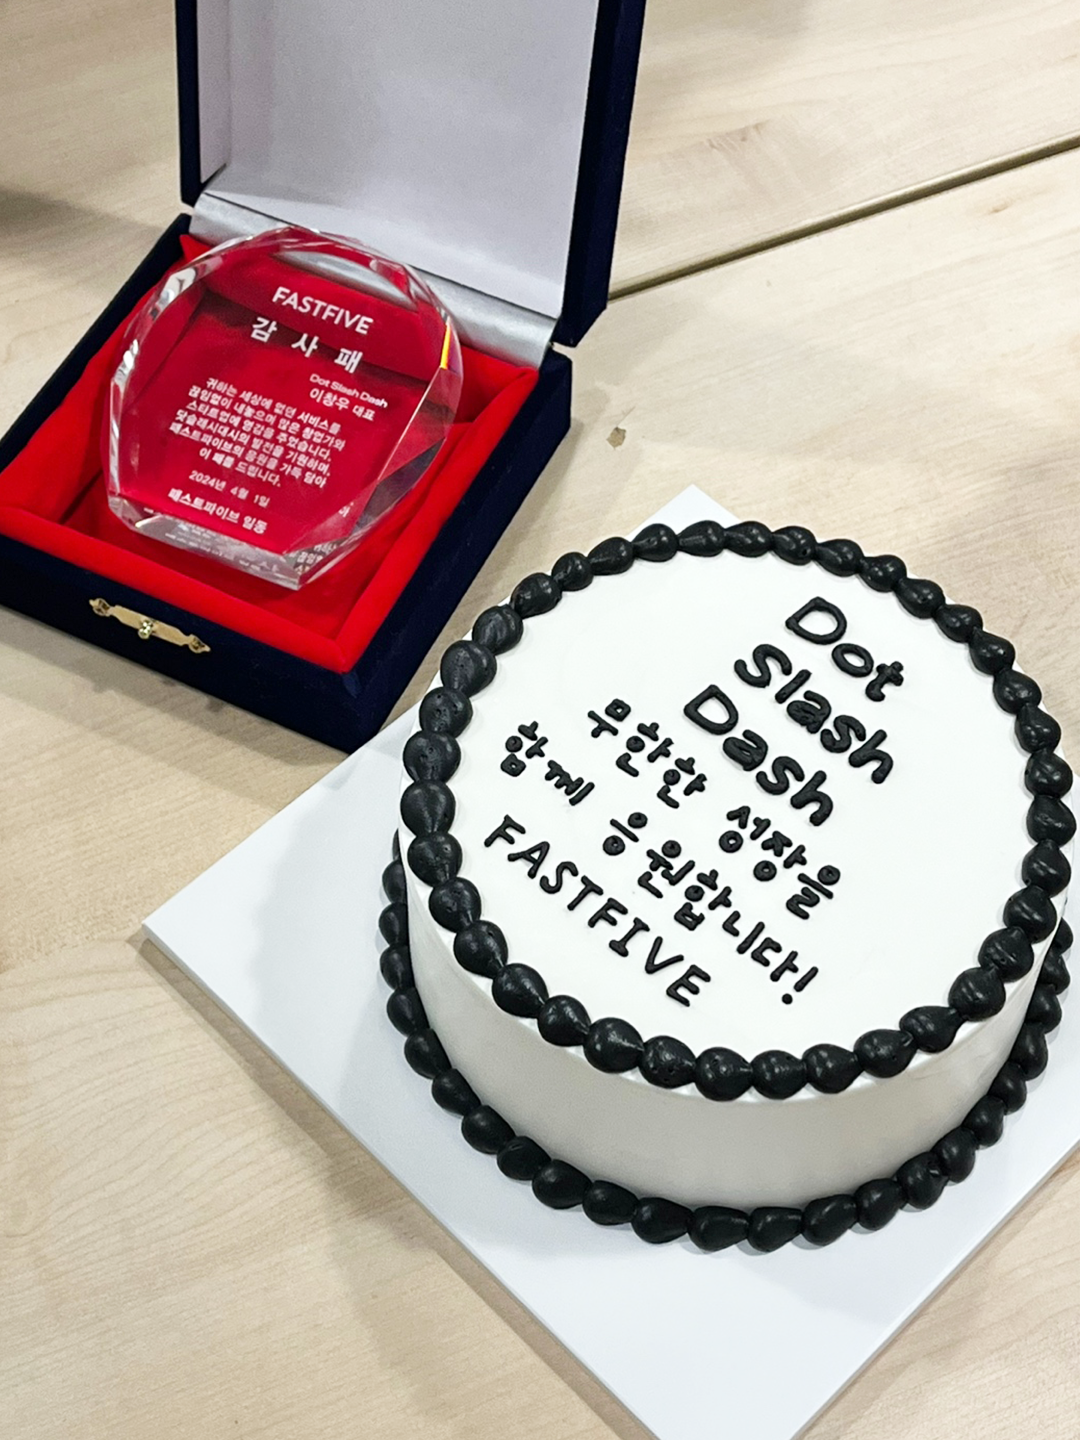 FASTFIVE
감 사 패
Dot Slash Dash
이창우 대표
귀하는 세상에 없던 서비스를
끊임없이 내놓으며 많은 창업가와
스타트업에 영감을 주었습니다.
닷슬래시대시의 발전을 기원하며,
패스트파이브의 응원을 가득 담아
이 패를 드립니다.
2024년 4월 1일
패스트파이브 일동
Dot
Slash
Dash
무한한 성장을
함께 응원합니다!
FASTFIVE